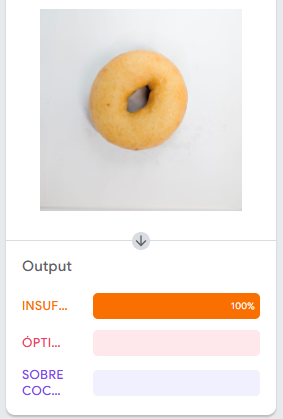 Output
INSUF...
100%
ÓPTI...
SOBRE
COC...